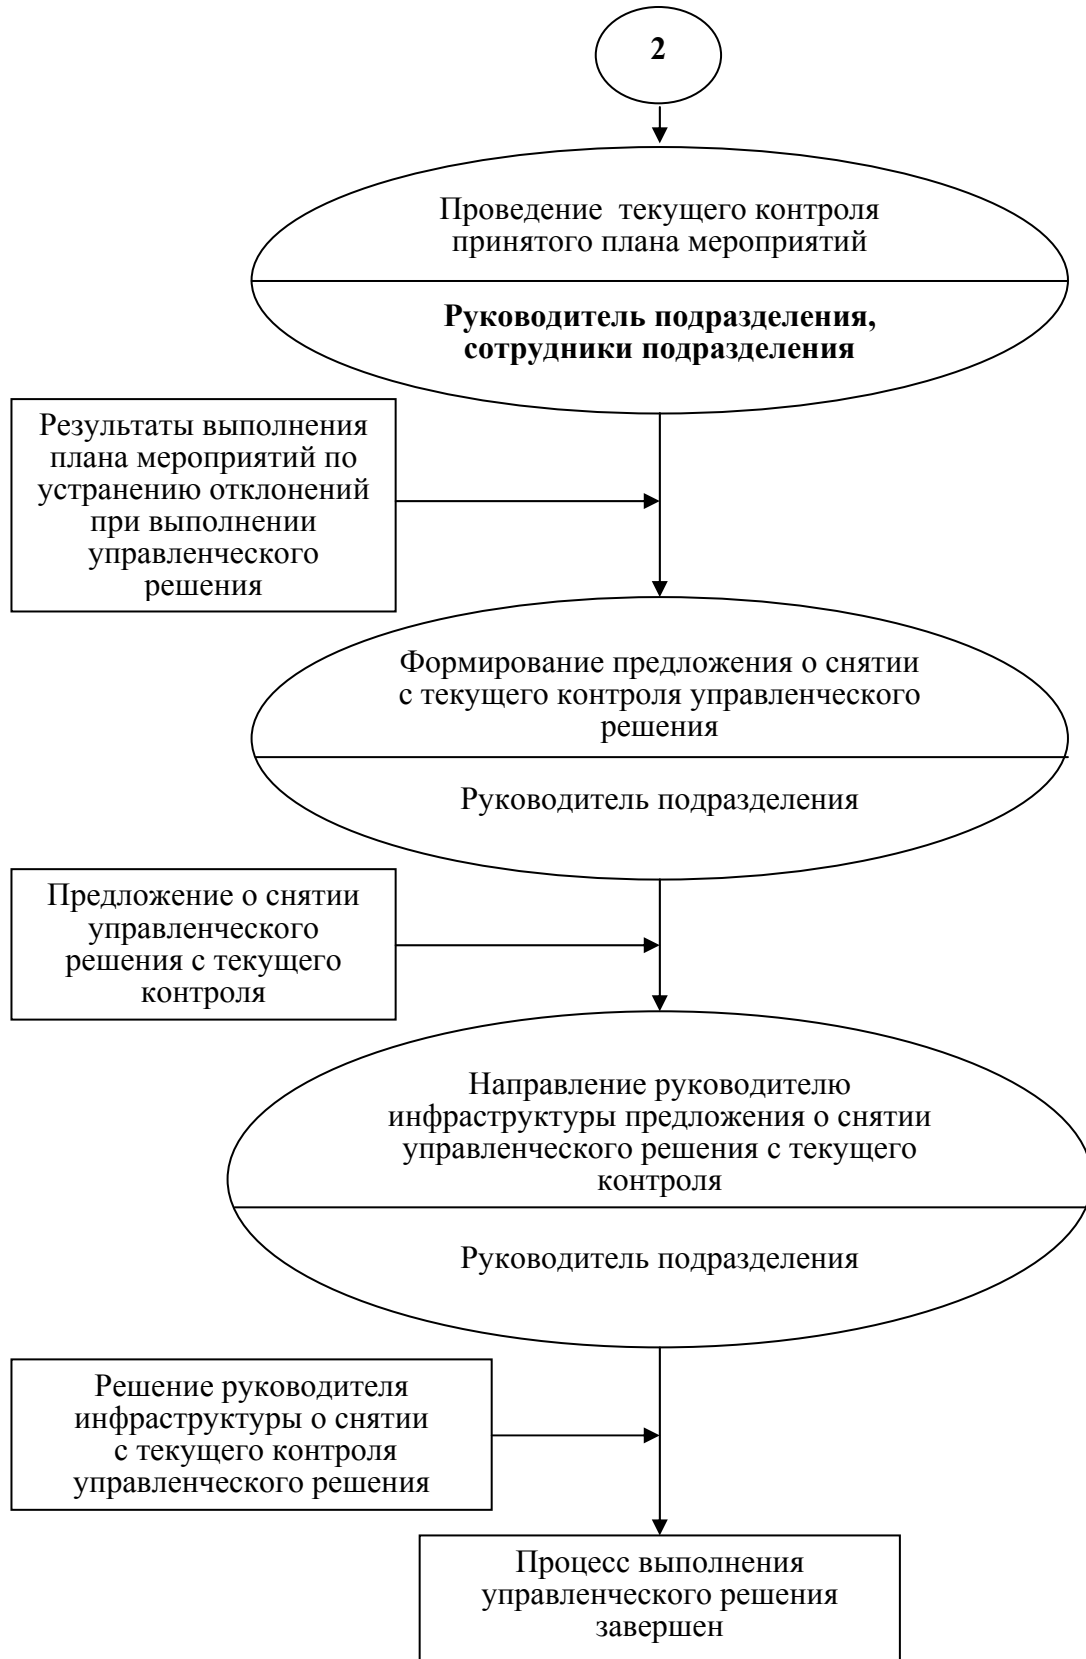 2
Проведение текущего контроля
принятого плана мероприятий
Руководитель подразделения,
сотрудники подразделения
Результаты выполнения
плана мероприятий по
устранению отклонений
при выполнении
управленческого
решения
Формирование предложения о снятии
с текущего контроля управленческого
решения
Руководитель подразделения
Предложение о снятии
управленческого
решения с текущего
контроля
Направление руководителю
инфраструктуры предложения о снятии
управленческого решения с текущего
контроля
Руководитель подразделения
Решение руководителя
инфраструктуры о снятии
с текущего контроля
управленческого решения
Процесс выполнения
управленческого решения
завершен